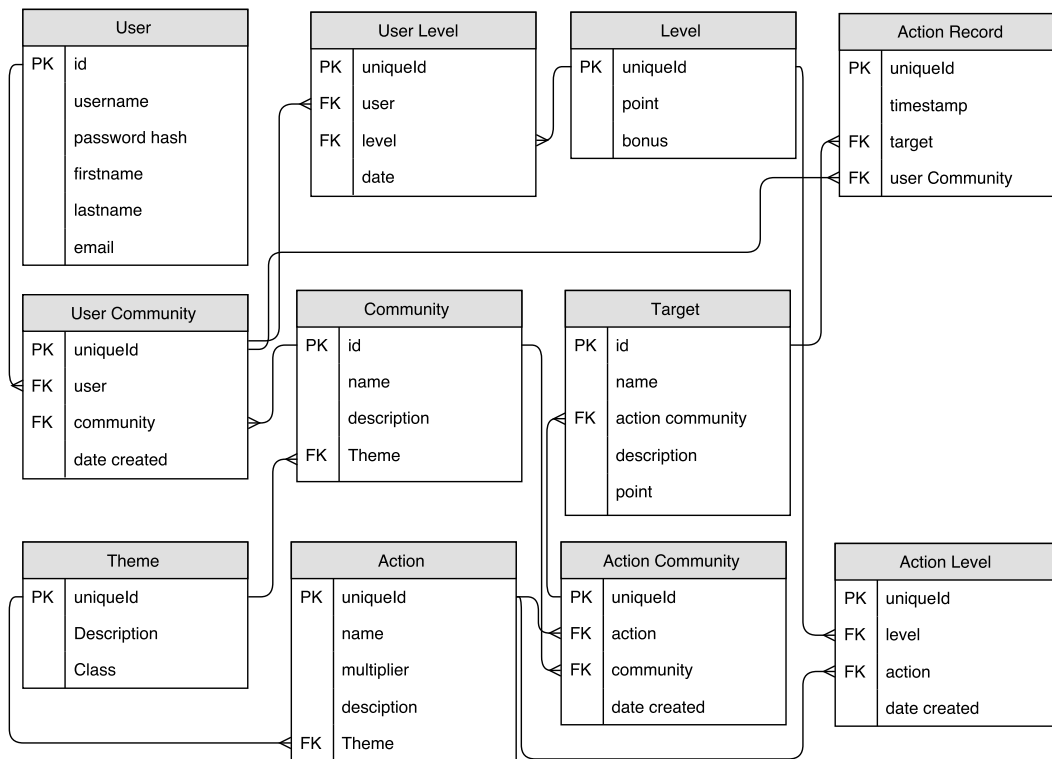 User
PK id
username
password hash
firstname
lastname
email
User Level
PK uniqueId
FK user
FK level
date
Level
PK uniqueId
point
bonus
Action Record
PK uniqueId
timestamp
FK target
FK user Community
User Community
PK uniqueId
FK user
FK community
date created
Community
PK id
name
description
FK Theme
Target
PK id
name
FK action community
description
point
Theme
PK uniqueId
Description
Class
Action
PK uniqueId
name
multiplier
desciption
FK Theme
Action Community
PK uniqueId
FK action
FK community
date created
Action Level
PK uniqueId
FK level
FK action
date created